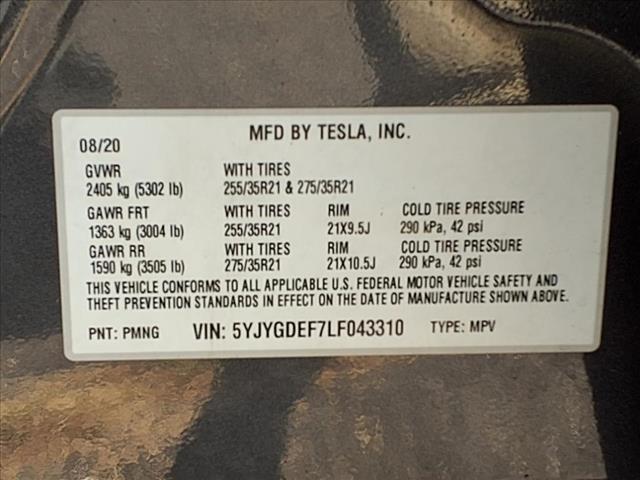 08/20 MFD BY TESLA, INC.
GVWR WITH TIRES
2405 kg (5302 lb) 255/35R21 & 275/35R21
GAWR FRT WITH TIRES RIM COLD TIRE PRESSURE
1363 kg (3004 lb) 255/35R21 21X9.5J 290 kPa, 42 psi
GAWR RR WITH TIRES RIM COLD TIRE PRESSURE
1590 kg (3505 lb) 275/35R21 21X10.5J 290 kPa, 42 psi
THIS VEHICLE CONFORMS TO ALL APPLICABLE U.S. FEDERAL MOTOR VEHICLE SAFETY AND
THEFT PREVENTION STANDARDS IN EFFECT ON THE DATE OF MANUFACTURE SHOWN ABOVE.
PNT: PMNG VIN: 5YJYGDEF7LF043310 TYPE: MPV